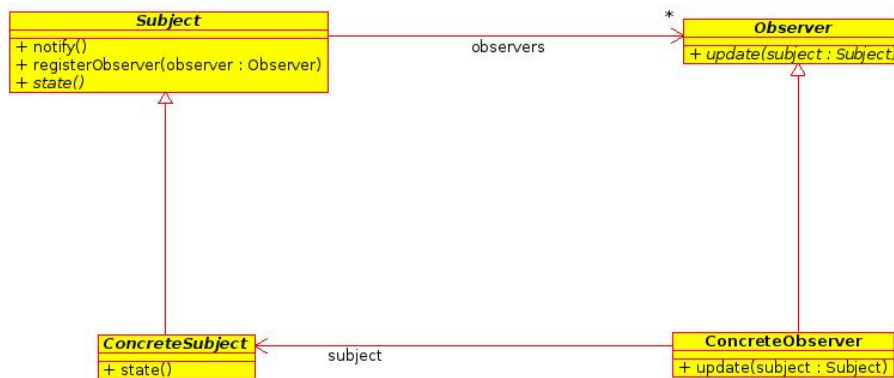 Subject
+ notify()
+ registerObserver(observer : Observer)
+ state()
observers
*
Observer
+ update(subject : Subject)
ConcreteSubject
+ state()
subject
ConcreteObserver
+ update(subject : Subject)